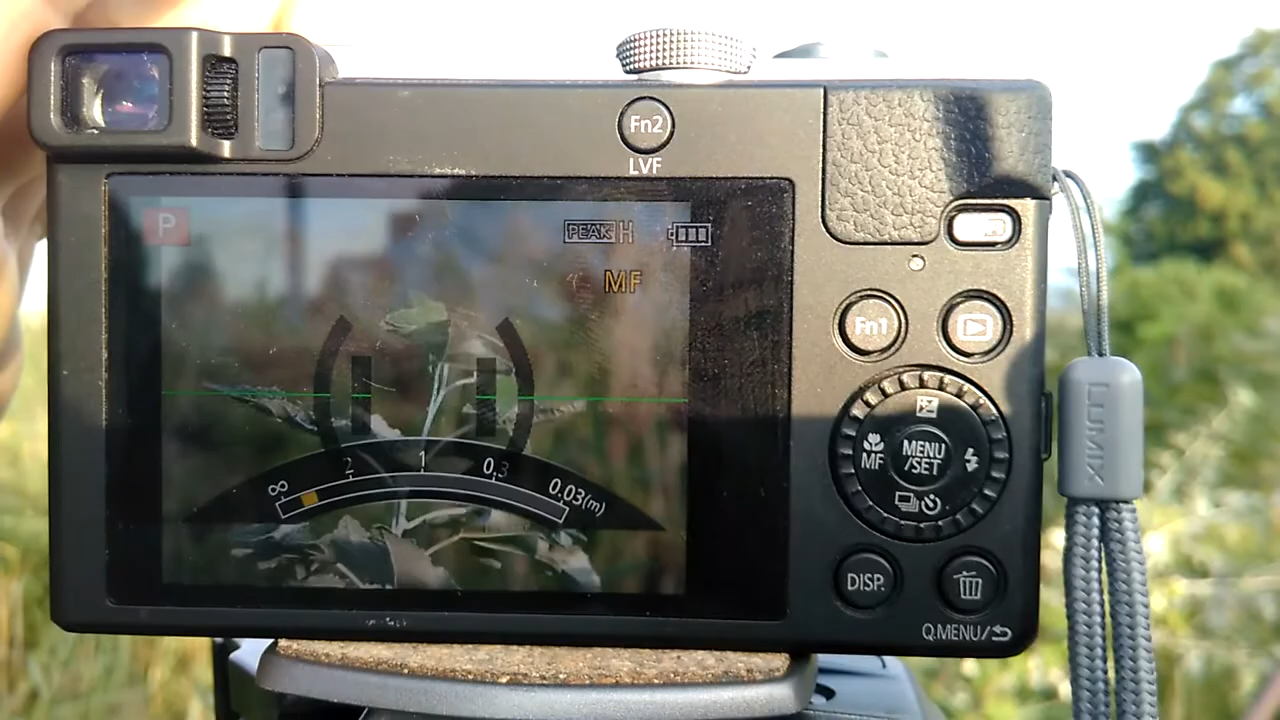 Fn2
LVF
P
PEAK H
MF
Fn1
MF
MENU
/SET
∞ 2 1 0,3 0.03(m)
LUMIX
DISP.
Q.MENU/